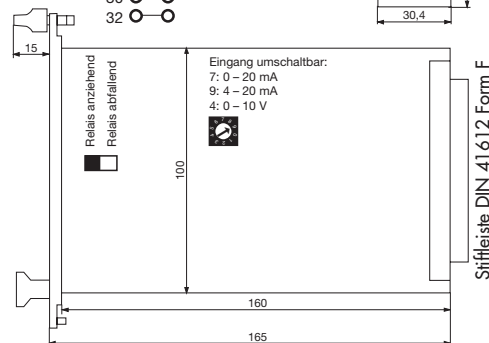 32
30,4
15
Relais anziehend
Relais abfallend
Eingang umschaltbar:
7: 0 – 20 mA
9: 4 – 20 mA
4: 0 – 10 V
100
Stiftleiste DIN 41612 Form F
160
165